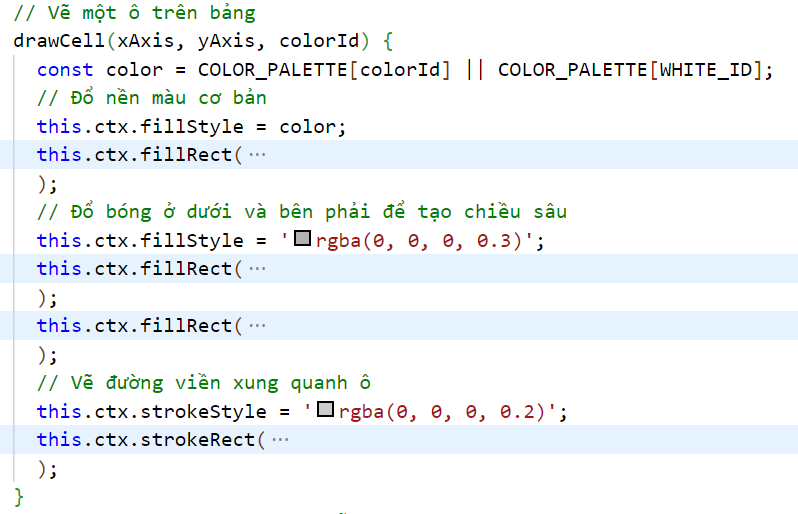 // Vẽ một ô trên bảng
drawCell(xAxis, yAxis, colorId) {
const color = COLOR_PALETTE[colorId] || COLOR_PALETTE[WHITE_ID];
// Đổ nền màu cơ bản
this.ctx.fillStyle = color;
this.ctx.fillRect( ⋯
);
// Đổ bóng ở dưới và bên phải để tạo chiều sâu
this.ctx.fillStyle = 'rgba(0, 0, 0, 0.3)';
this.ctx.fillRect( ⋯
);
this.ctx.fillRect( ⋯
);
// Vẽ đường viền xung quanh ô
this.ctx.strokeStyle = 'rgba(0, 0, 0, 0.2)';
this.ctx.strokeRect( ⋯
);
}